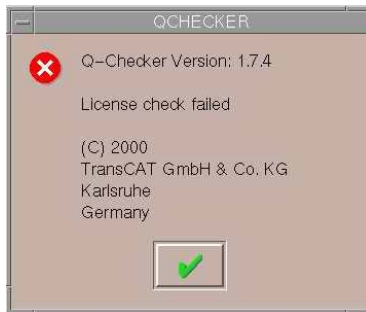 QCHECKER
Q-Checker Version: 1.7.4
License check failed
(C) 2000
TransCAT GmbH & Co. KG
Karlsruhe
Germany